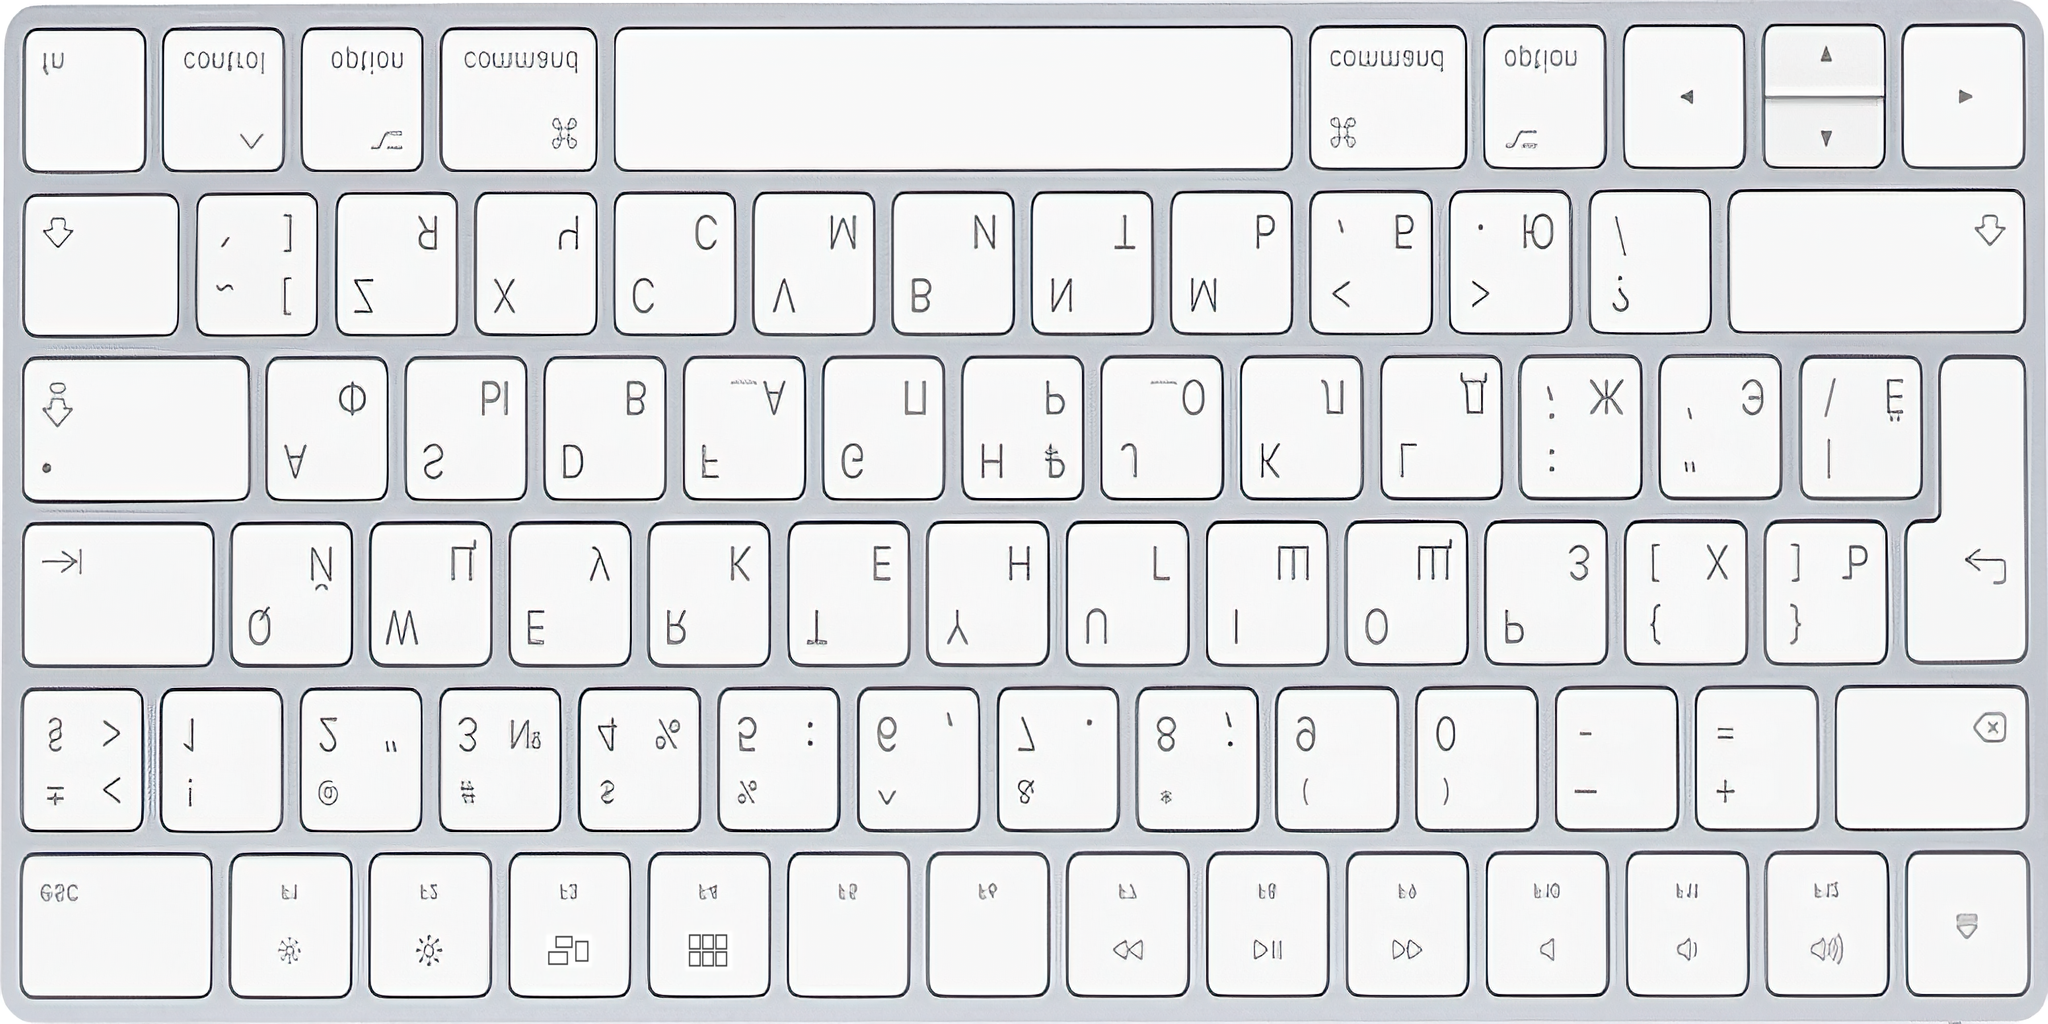 esc F1 F2 F3 F4 F5 F6 F7 F8 F9 F10 F11 F12
± < ! @ # $ % ^ & * ( ) — +
§ > 1 2 " 3 № 4 % 5 : 6 , 7 . 8 ; 9 0 - =
Q W E R T Y U I O P { }
Й Ц У К Е Н Г Ш Щ З [ Х ] Ъ
A S D F G H ₽ J K L : " |
Ф Ы В А П Р О Л Д ; Ж ' Э \ Ё
~ [ Z X C V B N M < > ?
` ] Я Ч С М И Т Ь , Б . Ю /
fn control option command command option